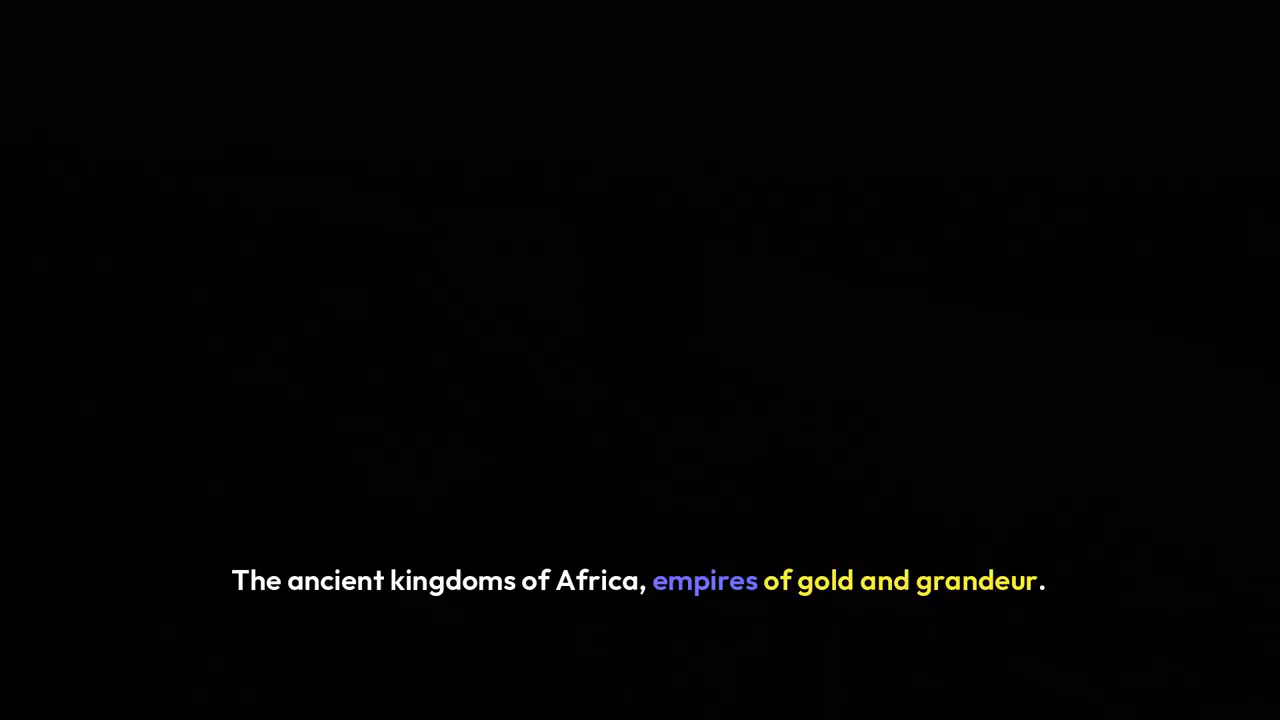 The ancient kingdoms of Africa, empires of gold and grandeur.